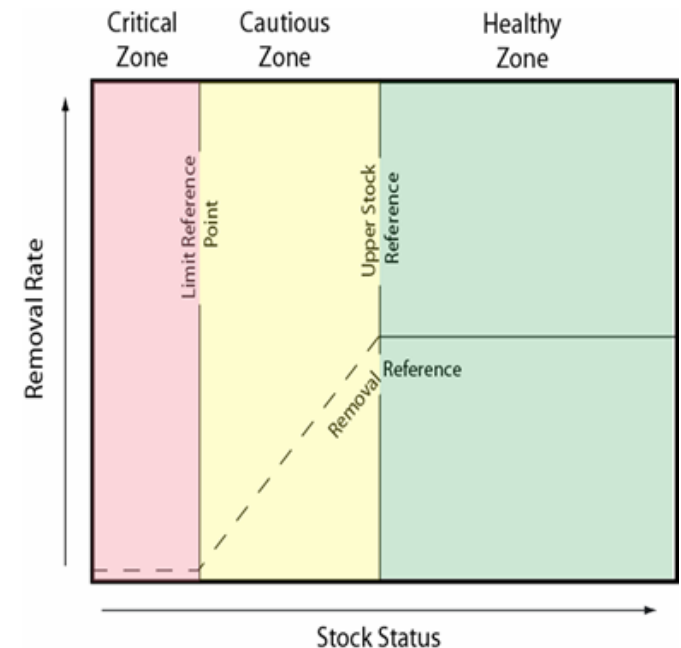 Critical
Zone
Cautious
Zone
Healthy
Zone
Removal Rate
Limit Reference
Point
Upper Stock
Reference
Removal Reference
Stock Status